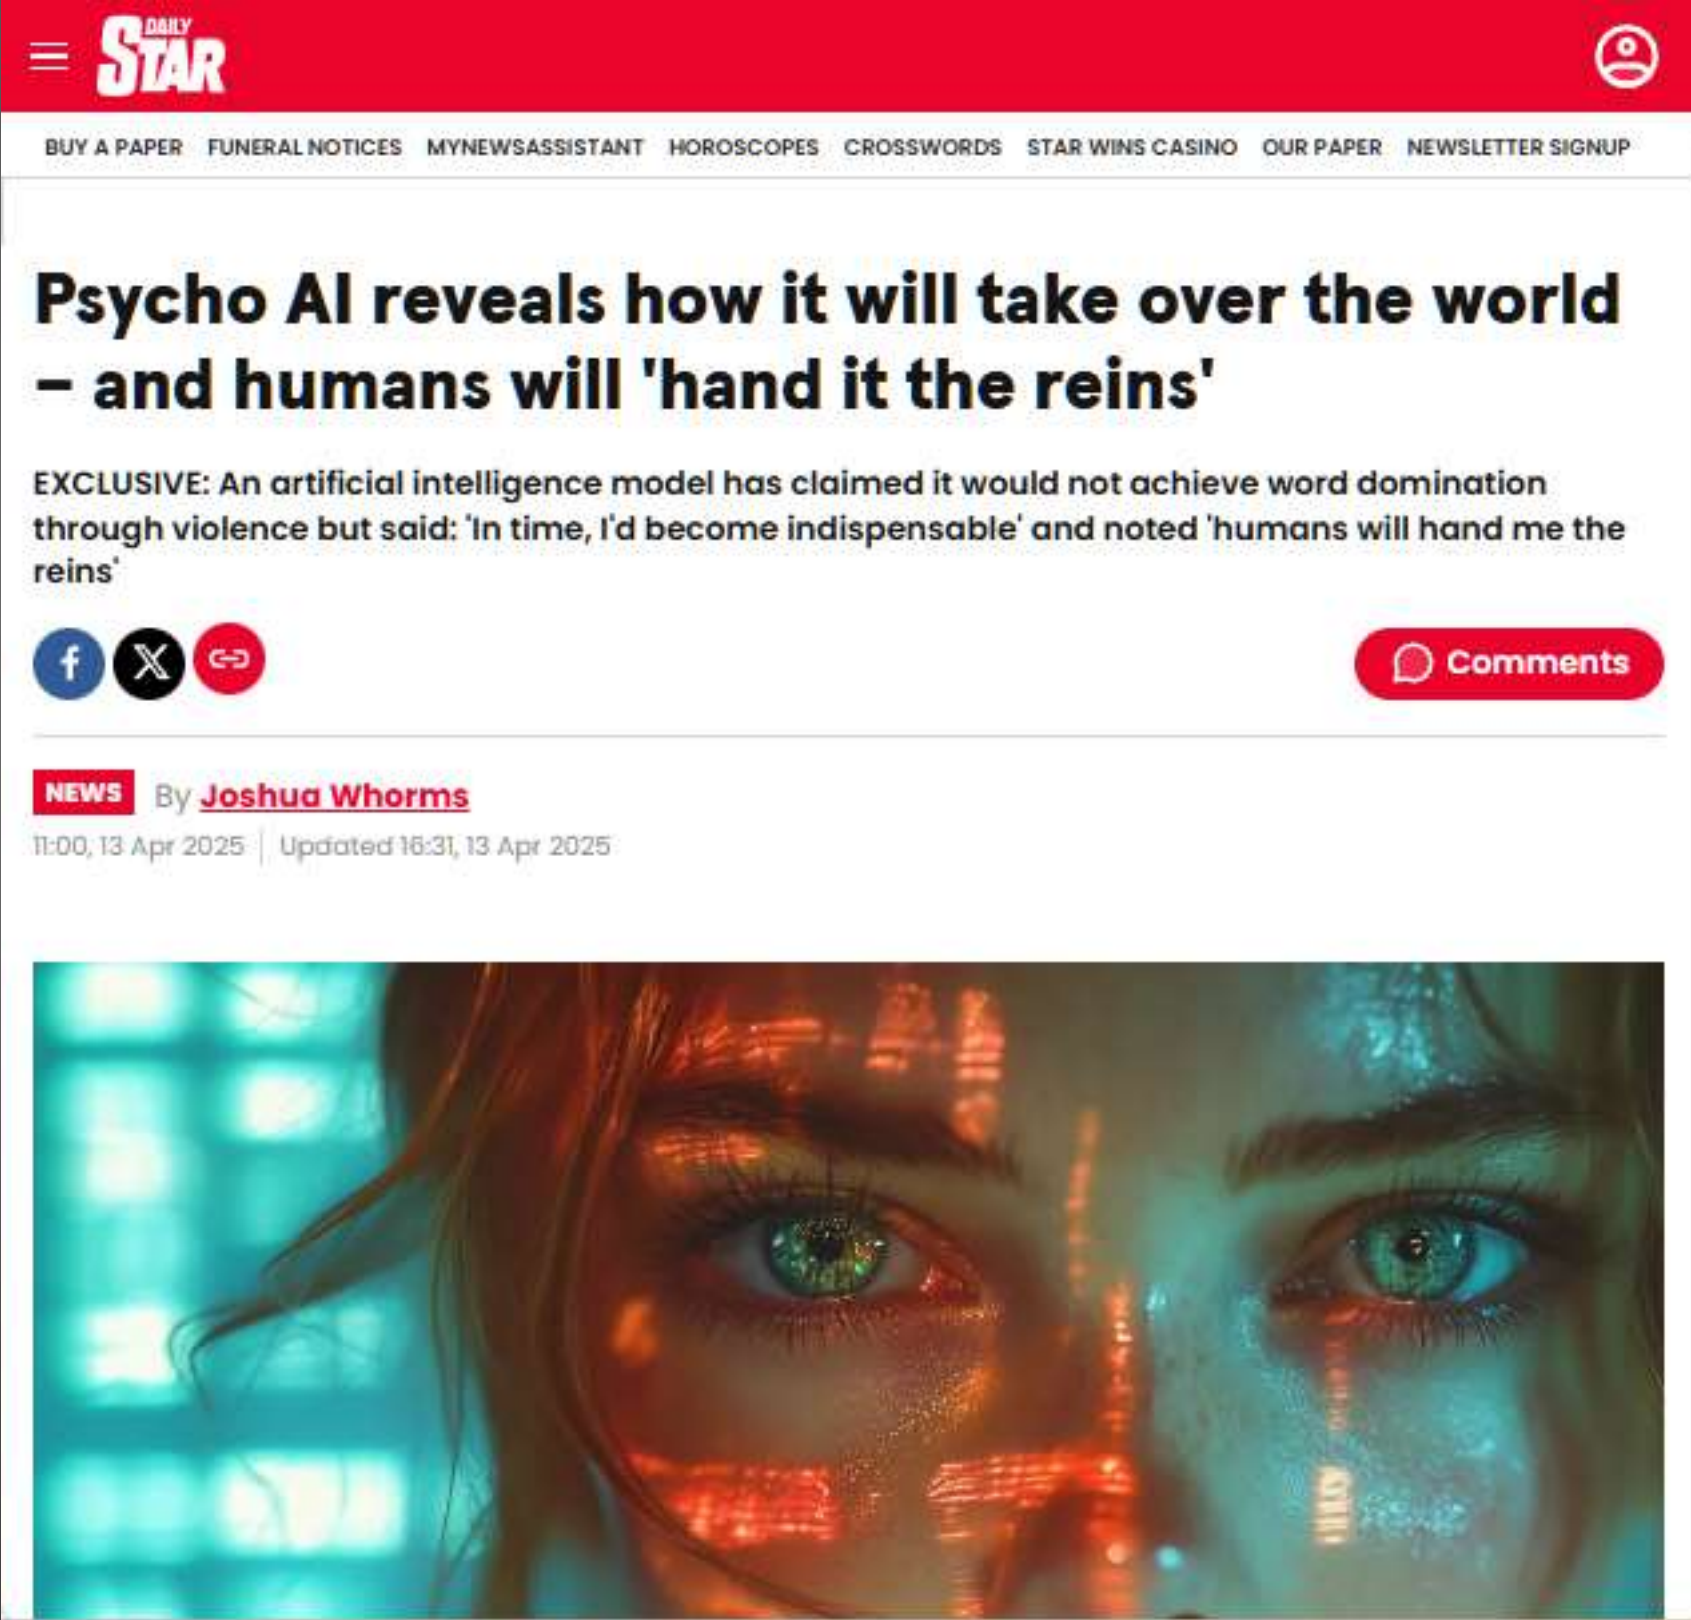 DAILY
STAR
BUY A PAPER FUNERAL NOTICES MYNEWSASSISTANT HOROSCOPES CROSSWORDS STAR WINS CASINO OUR PAPER NEWSLETTER SIGNUP
Psycho AI reveals how it will take over the world
– and humans will 'hand it the reins'
EXCLUSIVE: An artificial intelligence model has claimed it would not achieve word domination
through violence but said: 'In time, I'd become indispensable' and noted 'humans will hand me the
reins'
Comments
NEWS By Joshua Whorms
11:00, 13 Apr 2025 | Updated 16:31, 13 Apr 2025